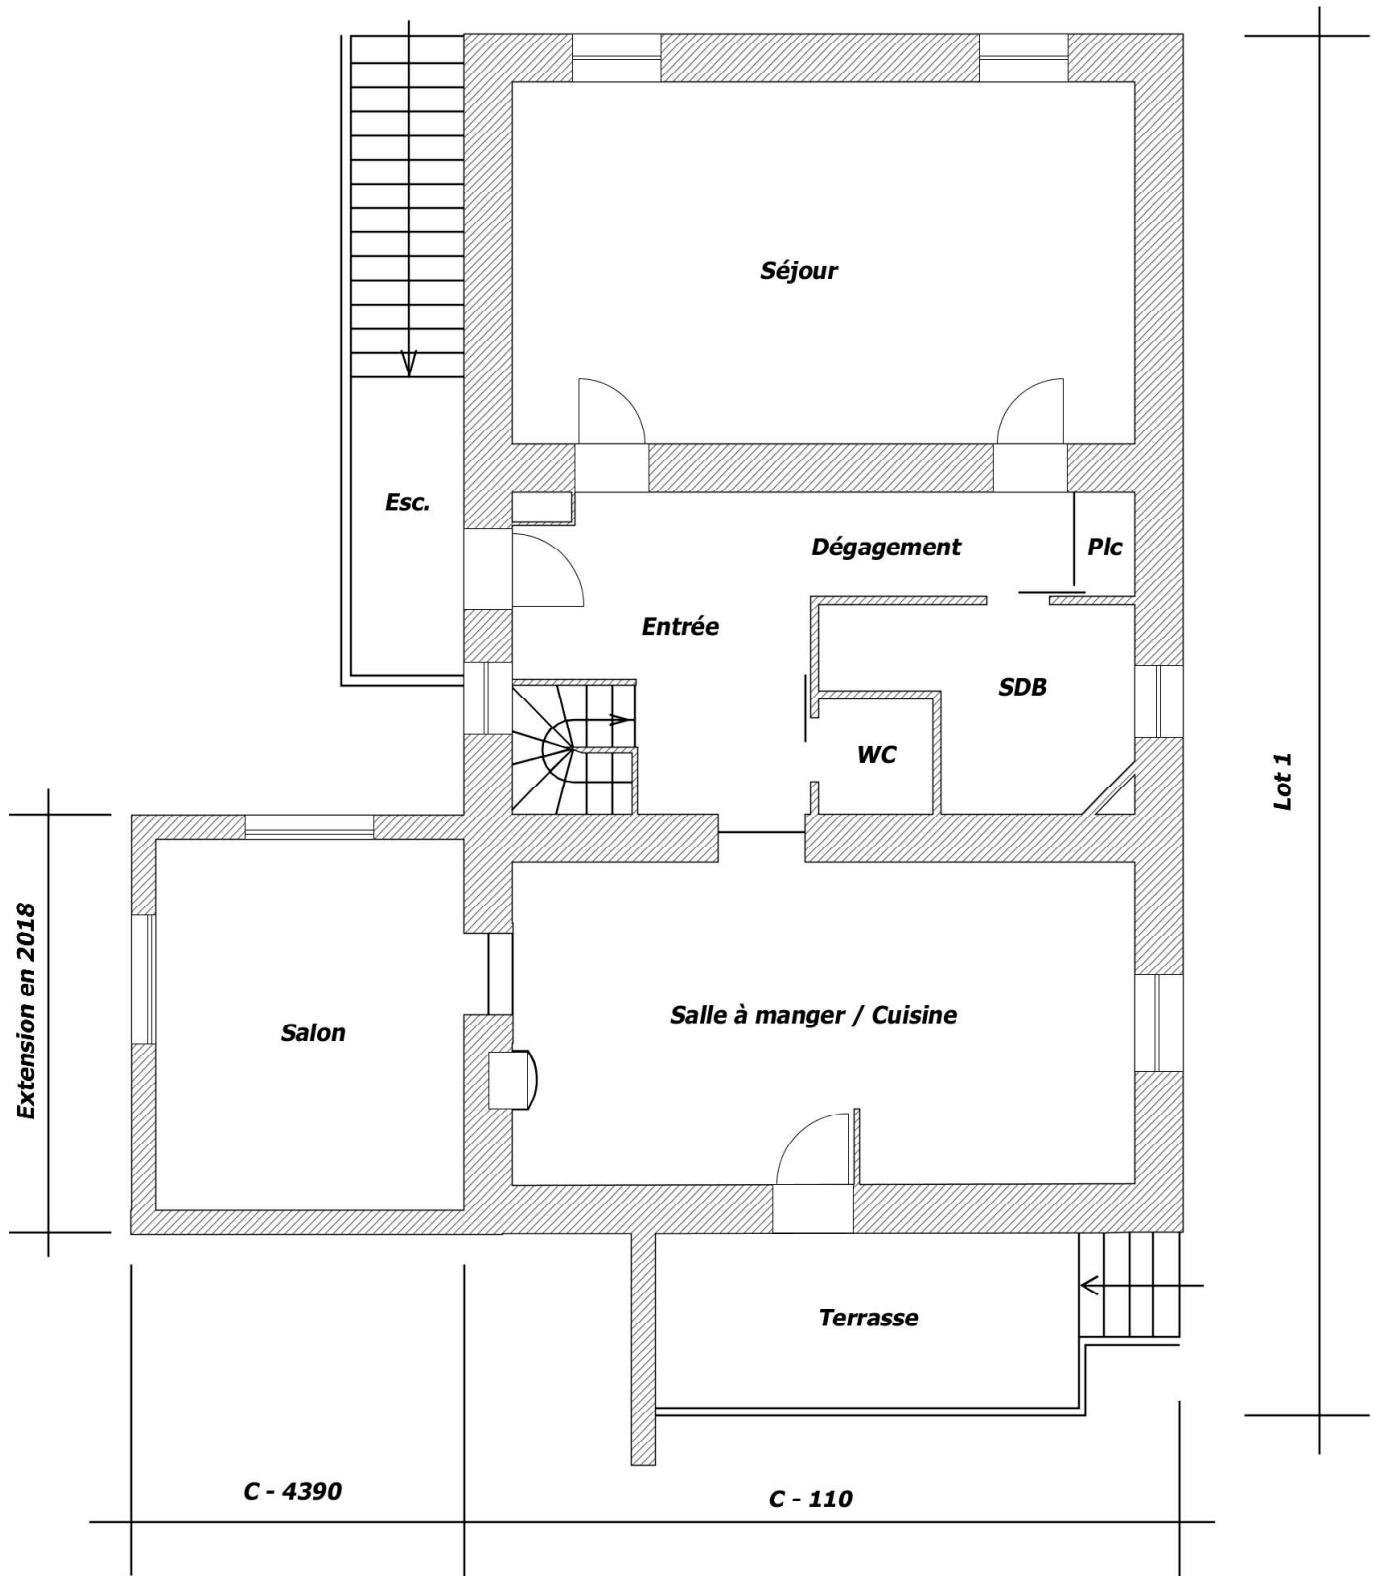 Séjour
Esc.
Dégagement
Plc
Entrée
SDB
WC
Lot 1
Extension en 2018
Salon
Salle à manger / Cuisine
Terrasse
C - 4390
C - 110